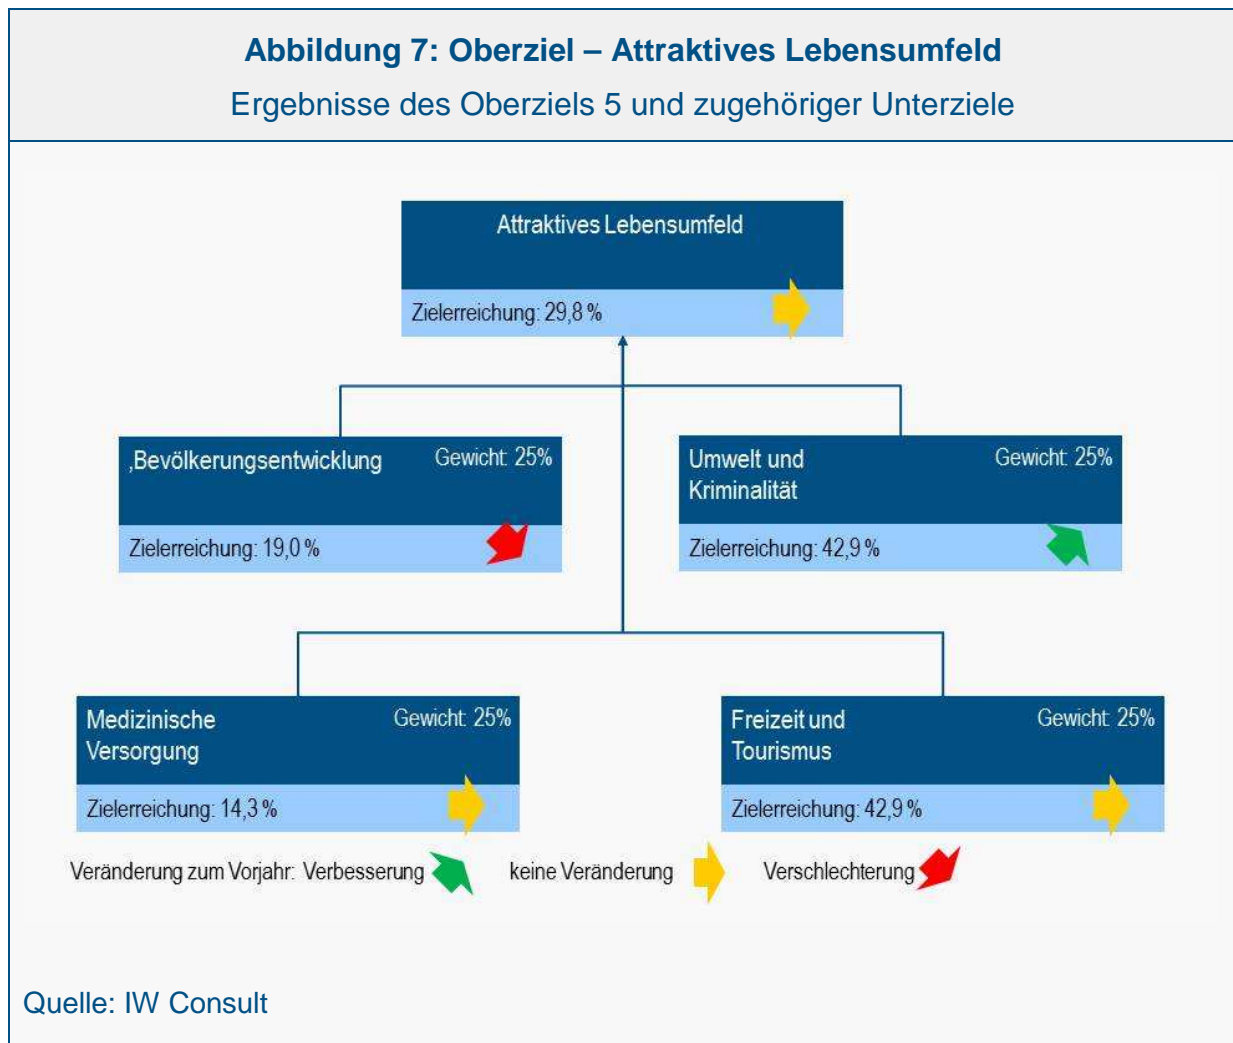 Abbildung 7: Oberziel – Attraktives Lebensumfeld
Ergebnisse des Oberziels 5 und zugehöriger Unterziele
Attraktives Lebensumfeld
Zielerreichung: 29,8 %
,Bevölkerungsentwicklung Gewicht: 25%
Zielerreichung: 19,0 %
Umwelt und Gewicht: 25%
Kriminalität
Zielerreichung: 42,9 %
Medizinische Gewicht: 25%
Versorgung
Zielerreichung: 14,3 %
Freizeit und Gewicht: 25%
Tourismus
Zielerreichung: 42,9 %
Veränderung zum Vorjahr: Verbesserung keine Veränderung Verschlechterung
Quelle: IW Consult